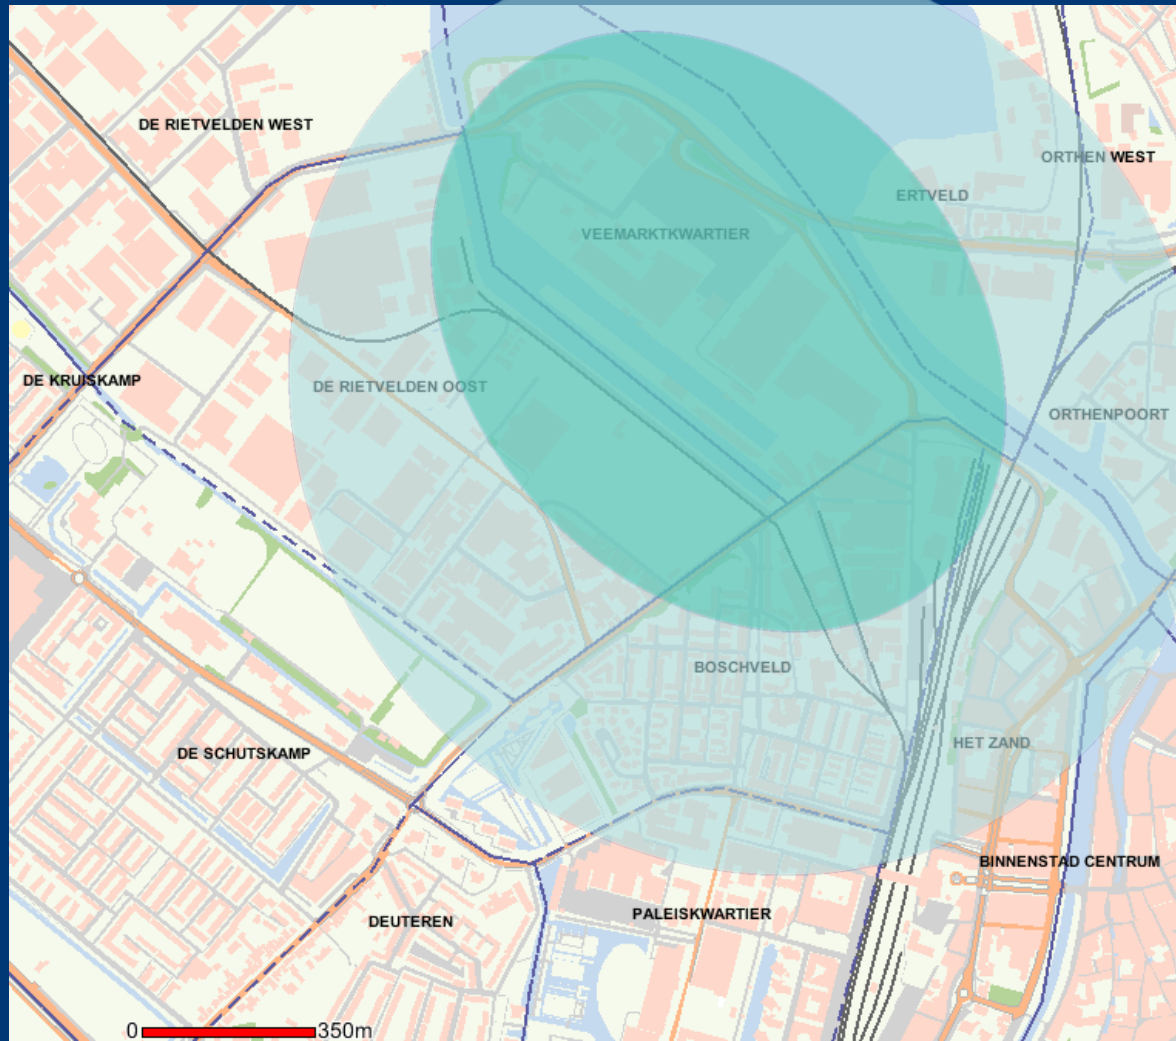 DE RIETVELDEN WEST
ORTHEN WEST
ERTVELD
VEEMARKTKWARTIER
DE KRUISKAMP
DE RIETVELDEN OOST
ORTHENPOORT
BOSCHVELD
HET ZAND
DE SCHUTSKAMP
BINNENSTAD CENTRUM
PALEISKWARTIER
DEUTEREN
0 350m